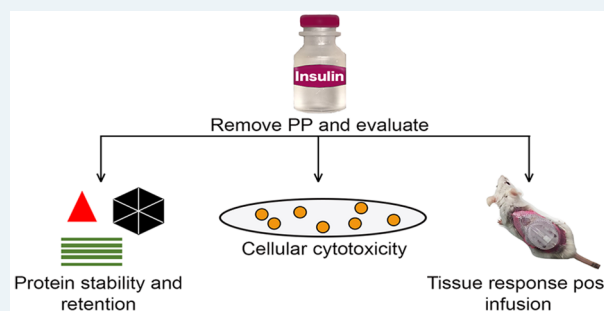 Insulin
Remove PP and evaluate
Protein stability and
retention
Cellular cytotoxicity
Tissue response pos
infusion